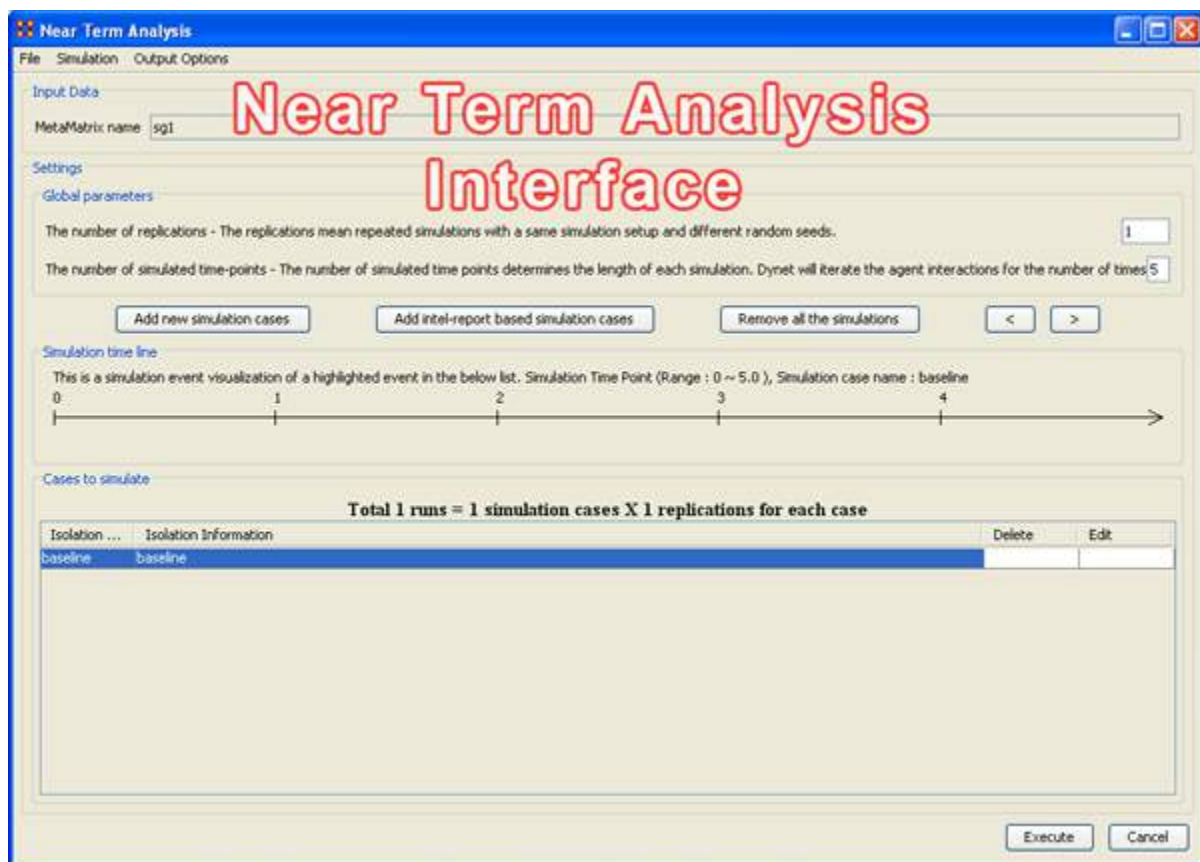 Near Term Analysis
File Simulation Output Options
Input Data
MetaMatrix name sg1
Near Term Analysis
Interface
Settings
Global parameters
The number of replications - The replications mean repeated simulations with a same simulation setup and different random seeds. 1
The number of simulated time-points - The number of simulated time points determines the length of each simulation. Dynet will iterate the agent interactions for the number of times 5
Add new simulation cases Add intel-report based simulation cases Remove all the simulations < >
Simulation time line
This is a simulation event visualization of a highlighted event in the below list. Simulation Time Point (Range : 0 ~ 5.0 ), Simulation case name : baseline
0 1 2 3 4
Cases to simulate
Total 1 runs = 1 simulation cases X 1 replications for each case
Isolation ... Isolation Information Delete Edit
baseline baseline
Execute Cancel